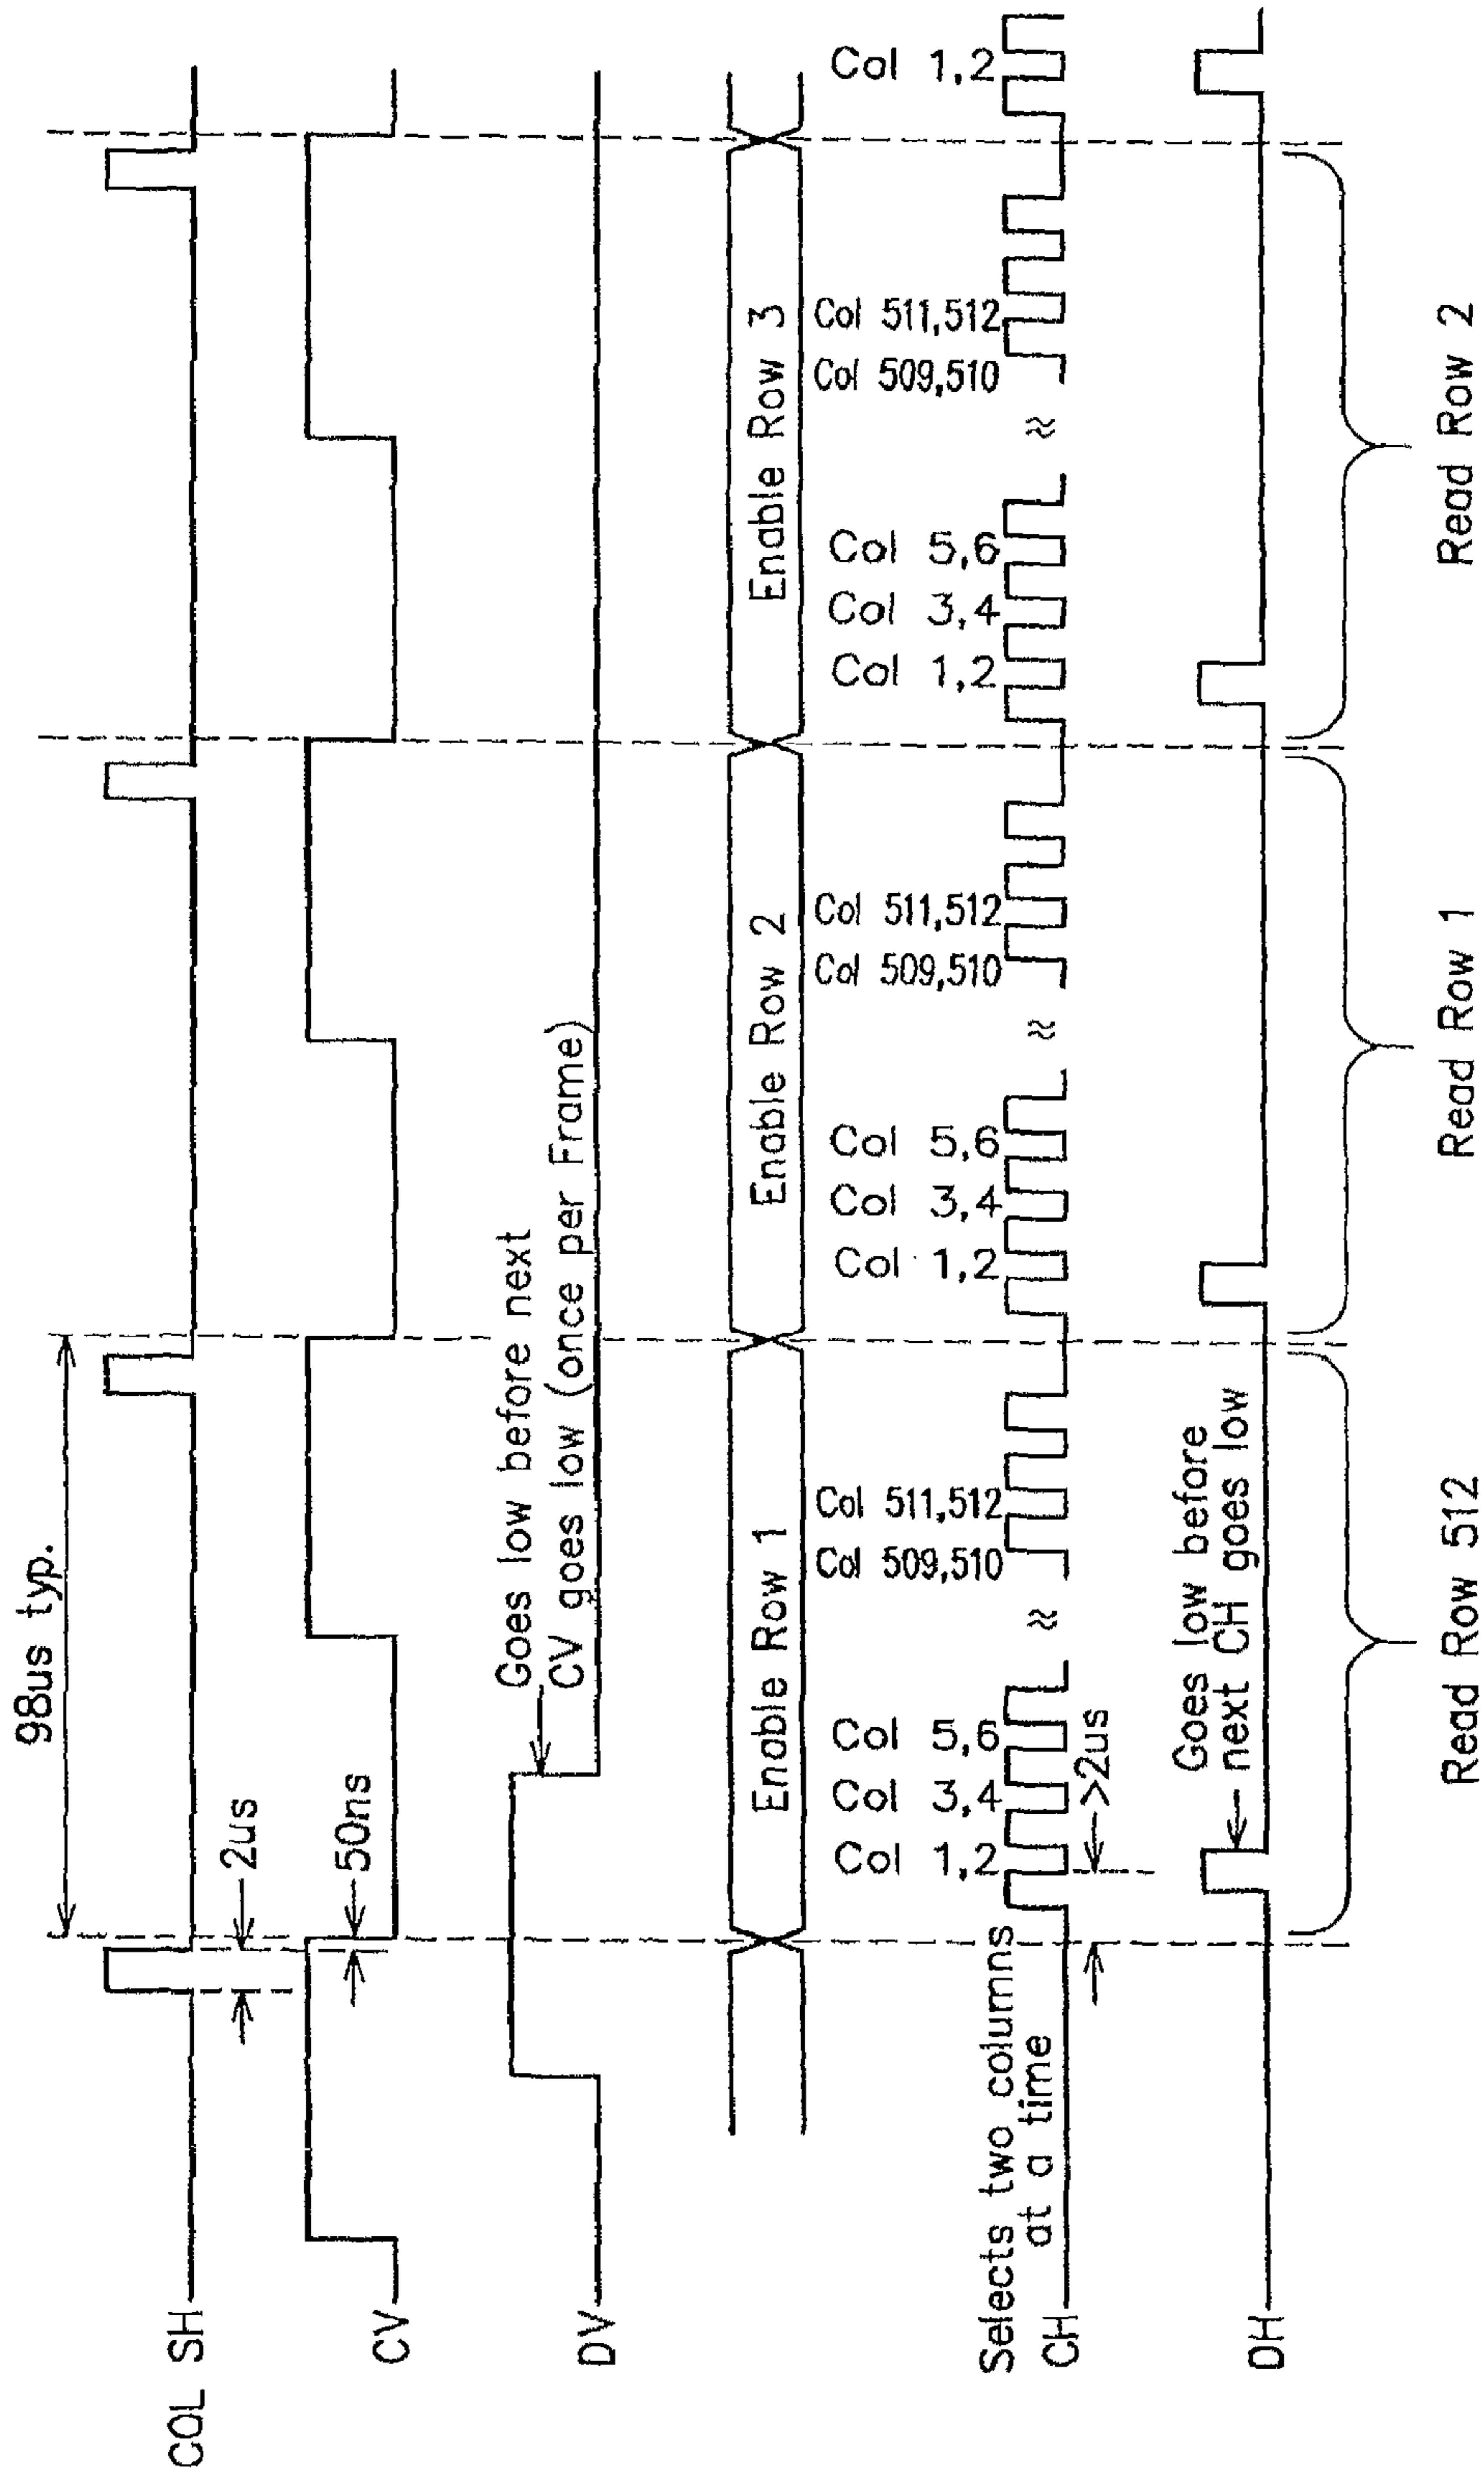 98us typ.
COL SH
2us
CV
50ns
DV
Goes low before next
CV goes low (once per Frame)
Enable Row 1
Enable Row 2
Enable Row 3
Selects two columns
at a time
CH
Col 1,2
Col 3,4
Col 5,6
≈
Col 509,510
Col 511,512
Col 1,2
Col 3,4
Col 5,6
≈
Col 509,510
Col 511,512
Col 1,2
Col 3,4
Col 5,6
≈
Col 509,510
Col 511,512
Col 1,2
>2us
DH
Goes low before
next CH goes low
Read Row 512
Read Row 1
Read Row 2